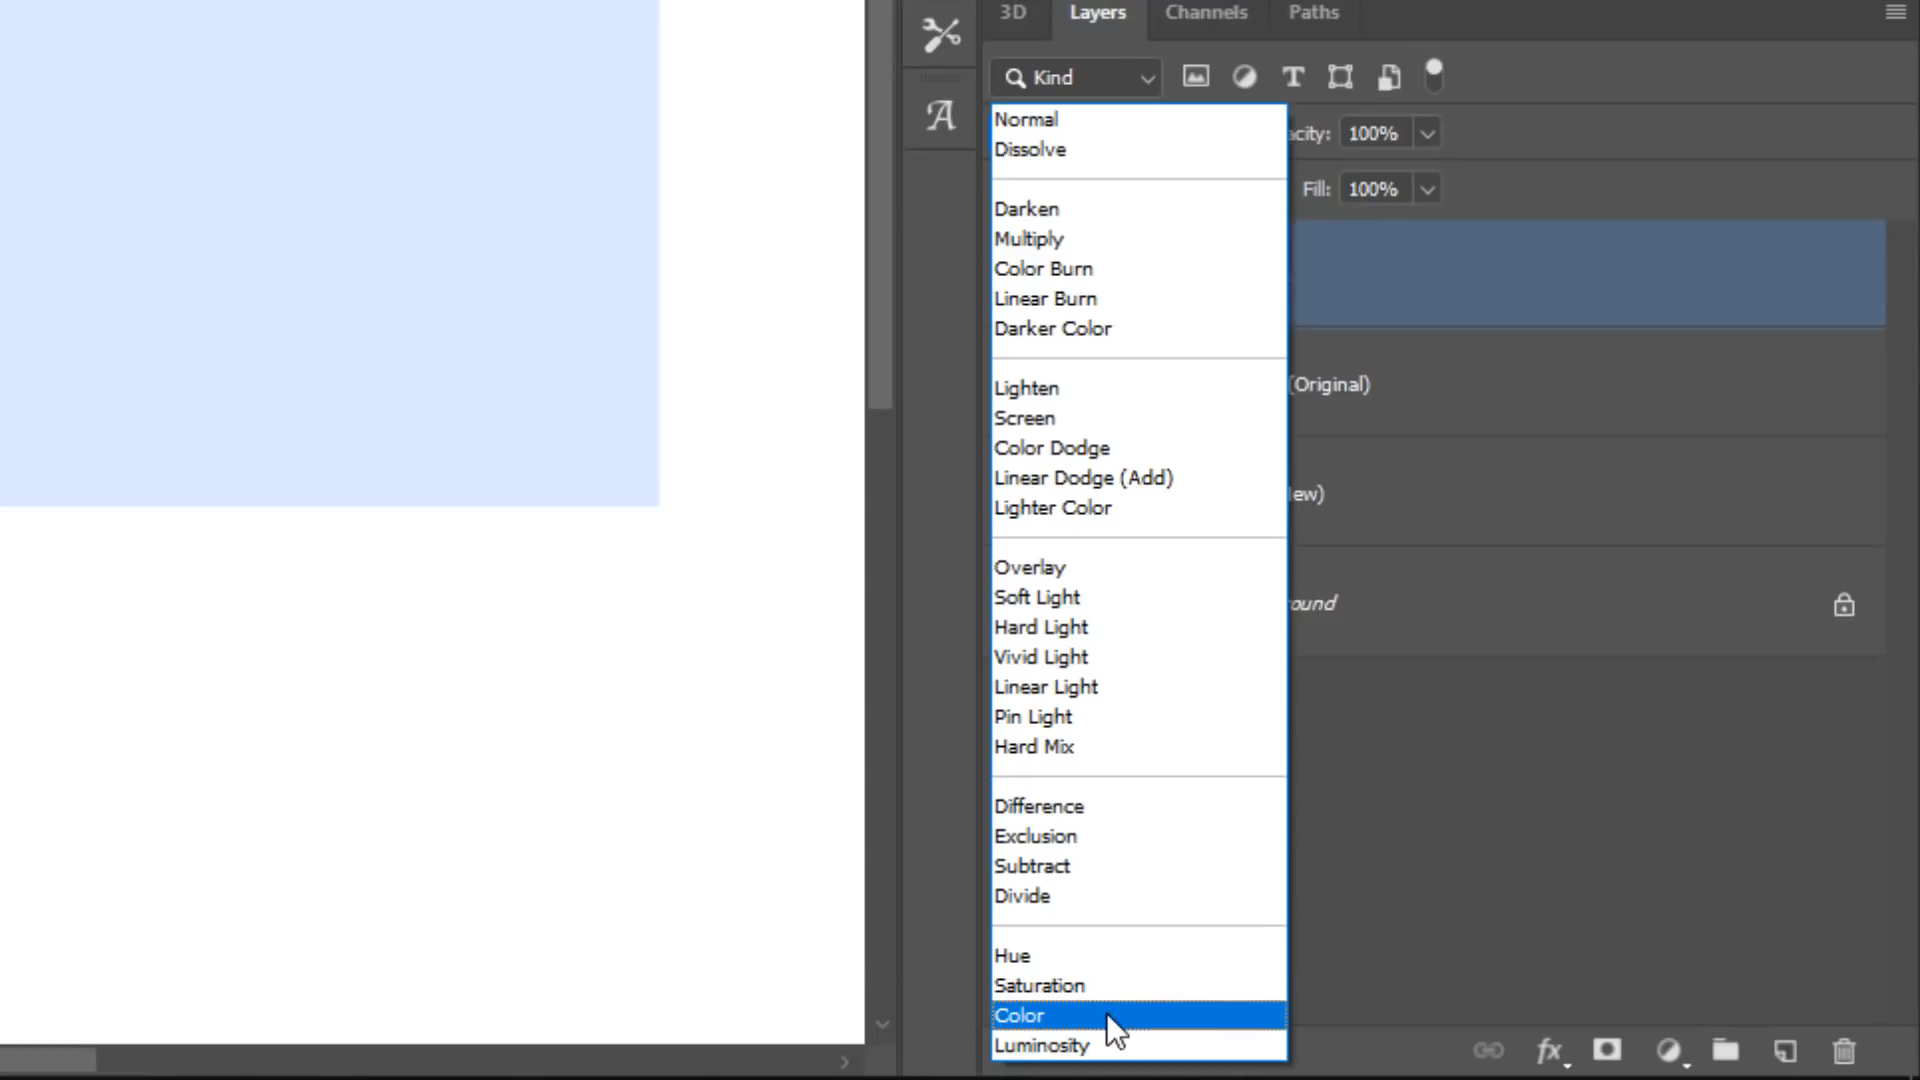 3D Layers Channels Paths
Kind
Normal
acity: 100%
Dissolve
Fill: 100%
Darken
Multiply
Color Burn
Linear Burn
Darker Color
Lighten
(Original)
Screen
Color Dodge
Linear Dodge (Add)
lew)
Lighter Color
Overlay
Soft Light
ound
Hard Light
Vivid Light
Linear Light
Pin Light
Hard Mix
Difference
Exclusion
Subtract
Divide
Hue
Saturation
Color
Luminosity
fx